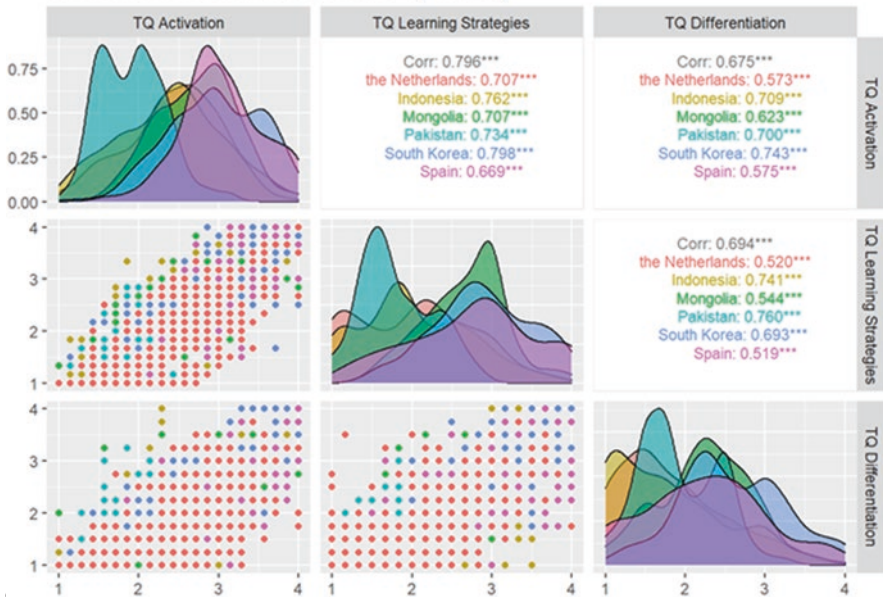 TQ Activation
TQ Learning Strategies
TQ Differentiation
0.75
0.50
0.25
0.00
Corr: 0.796***
the Netherlands: 0.707***
Indonesia: 0.762***
Mongolia: 0.707***
Pakistan: 0.734***
South Korea: 0.798***
Spain: 0.669***
Corr: 0.675***
the Netherlands: 0.573***
Indonesia: 0.709***
Mongolia: 0.623***
Pakistan: 0.700***
South Korea: 0.743***
Spain: 0.575***
TQ Activation
4
3
2
1
Corr: 0.694***
the Netherlands: 0.520***
Indonesia: 0.741***
Mongolia: 0.544***
Pakistan: 0.760***
South Korea: 0.693***
Spain: 0.519***
TQ Learning Strategies
4
3
2
1
TQ Differentiation
1 2 3 4
1 2 3 4
1 2 3 4